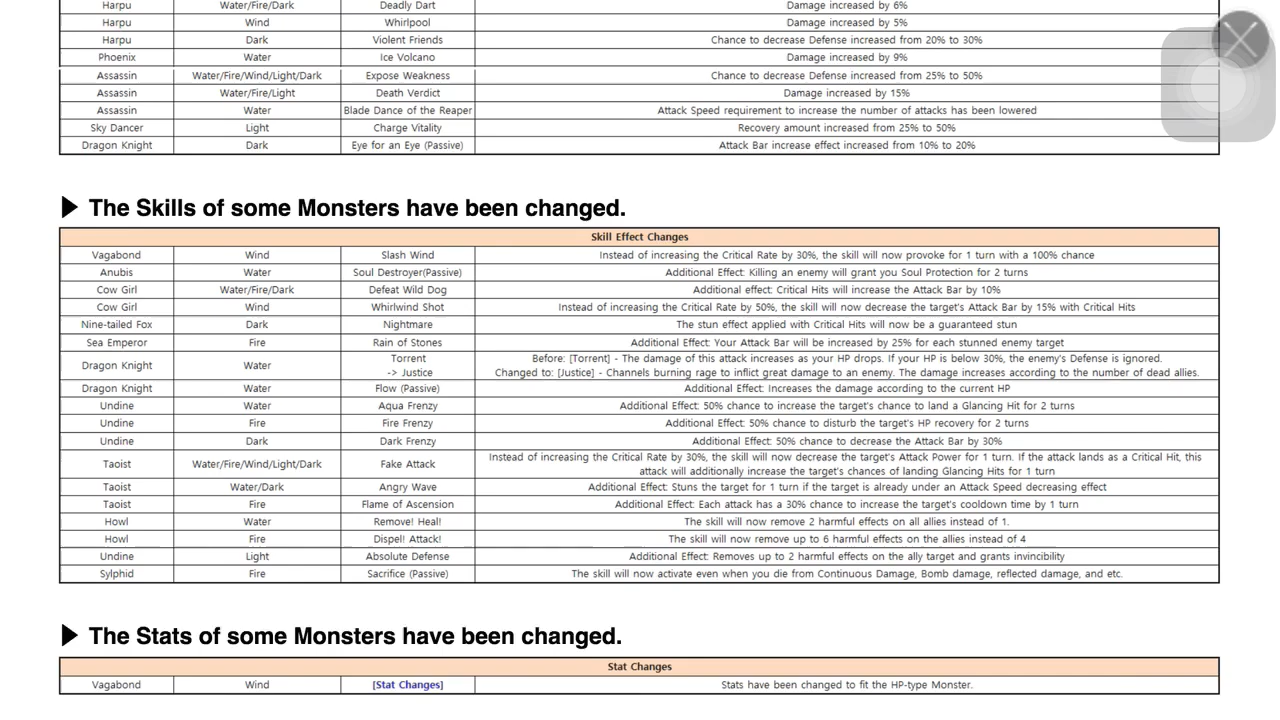 Harpu Water/Fire/Dark Deadly Dart Damage increased by 6%
Harpu Wind Whirlpool Damage increased by 5%
Harpu Dark Violent Friends Chance to decrease Defense increased from 20% to 30%
Phoenix Water Ice Volcano Damage increased by 9%
Assassin Water/Fire/Wind/Light/Dark Expose Weakness Chance to decrease Defense increased from 25% to 50%
Assassin Water/Fire/Light Death Verdict Damage increased by 15%
Assassin Water Blade Dance of the Reaper Attack Speed requirement to increase the number of attacks has been lowered
Sky Dancer Light Charge Vitality Recovery amount increased from 25% to 50%
Dragon Knight Dark Eye for an Eye (Passive) Attack Bar increase effect increased from 10% to 20%
▶ The Skills of some Monsters have been changed.
Skill Effect Changes
Vagabond Wind Slash Wind Instead of increasing the Critical Rate by 30%, the skill will now provoke for 1 turn with a 100% chance
Anubis Water Soul Destroyer(Passive) Additional Effect: Killing an enemy will grant you Soul Protection for 2 turns
Cow Girl Water/Fire/Dark Defeat Wild Dog Additional effect: Critical Hits will increase the Attack Bar by 10%
Cow Girl Wind Whirlwind Shot Instead of increasing the Critical Rate by 50%, the skill will now decrease the target's Attack Bar by 15% with Critical Hits
Nine-tailed Fox Dark Nightmare The stun effect applied with Critical Hits will now be a guaranteed stun
Sea Emperor Fire Rain of Stones Additional Effect: Your Attack Bar will be increased by 25% for each stunned enemy target
Dragon Knight Water Torrent Before: [Torrent] - The damage of this attack increases as your HP drops. If your HP is below 30%, the enemy's Defense is ignored.
-> Justice Changed to: [Justice] - Channels burning rage to inflict great damage to an enemy. The damage increases according to the number of dead allies.
Dragon Knight Water Flow (Passive) Additional Effect: Increases the damage according to the current HP
Undine Water Aqua Frenzy Additional Effect: 50% chance to increase the target's chance to land a Glancing Hit for 2 turns
Undine Fire Fire Frenzy Additional Effect: 50% chance to disturb the target's HP recovery for 2 turns
Undine Dark Dark Frenzy Additional Effect: 50% chance to decrease the Attack Bar by 30%
Taoist Water/Fire/Wind/Light/Dark Fake Attack Instead of increasing the Critical Rate by 30%, the skill will now decrease the target's Attack Power for 1 turn. If the attack lands as a Critical Hit, this
attack will additionally increase the target's chances of landing Glancing Hits for 1 turn
Taoist Water/Dark Angry Wave Additional Effect: Stuns the target for 1 turn if the target is already under an Attack Speed decreasing effect
Taoist Fire Flame of Ascension Additional Effect: Each attack has a 30% chance to increase the target's cooldown time by 1 turn
Howl Water Remove! Heal! The skill will now remove 2 harmful effects on all allies instead of 1.
Howl Fire Dispel! Attack! The skill will now remove up to 6 harmful effects on the allies instead of 4
Undine Light Absolute Defense Additional Effect: Removes up to 2 harmful effects on the ally target and grants invincibility
Sylphid Fire Sacrifice (Passive) The skill will now activate even when you die from Continuous Damage, Bomb damage, reflected damage, and etc.
▶ The Stats of some Monsters have been changed.
Stat Changes
Vagabond Wind [Stat Changes] Stats have been changed to fit the HP-type Monster.